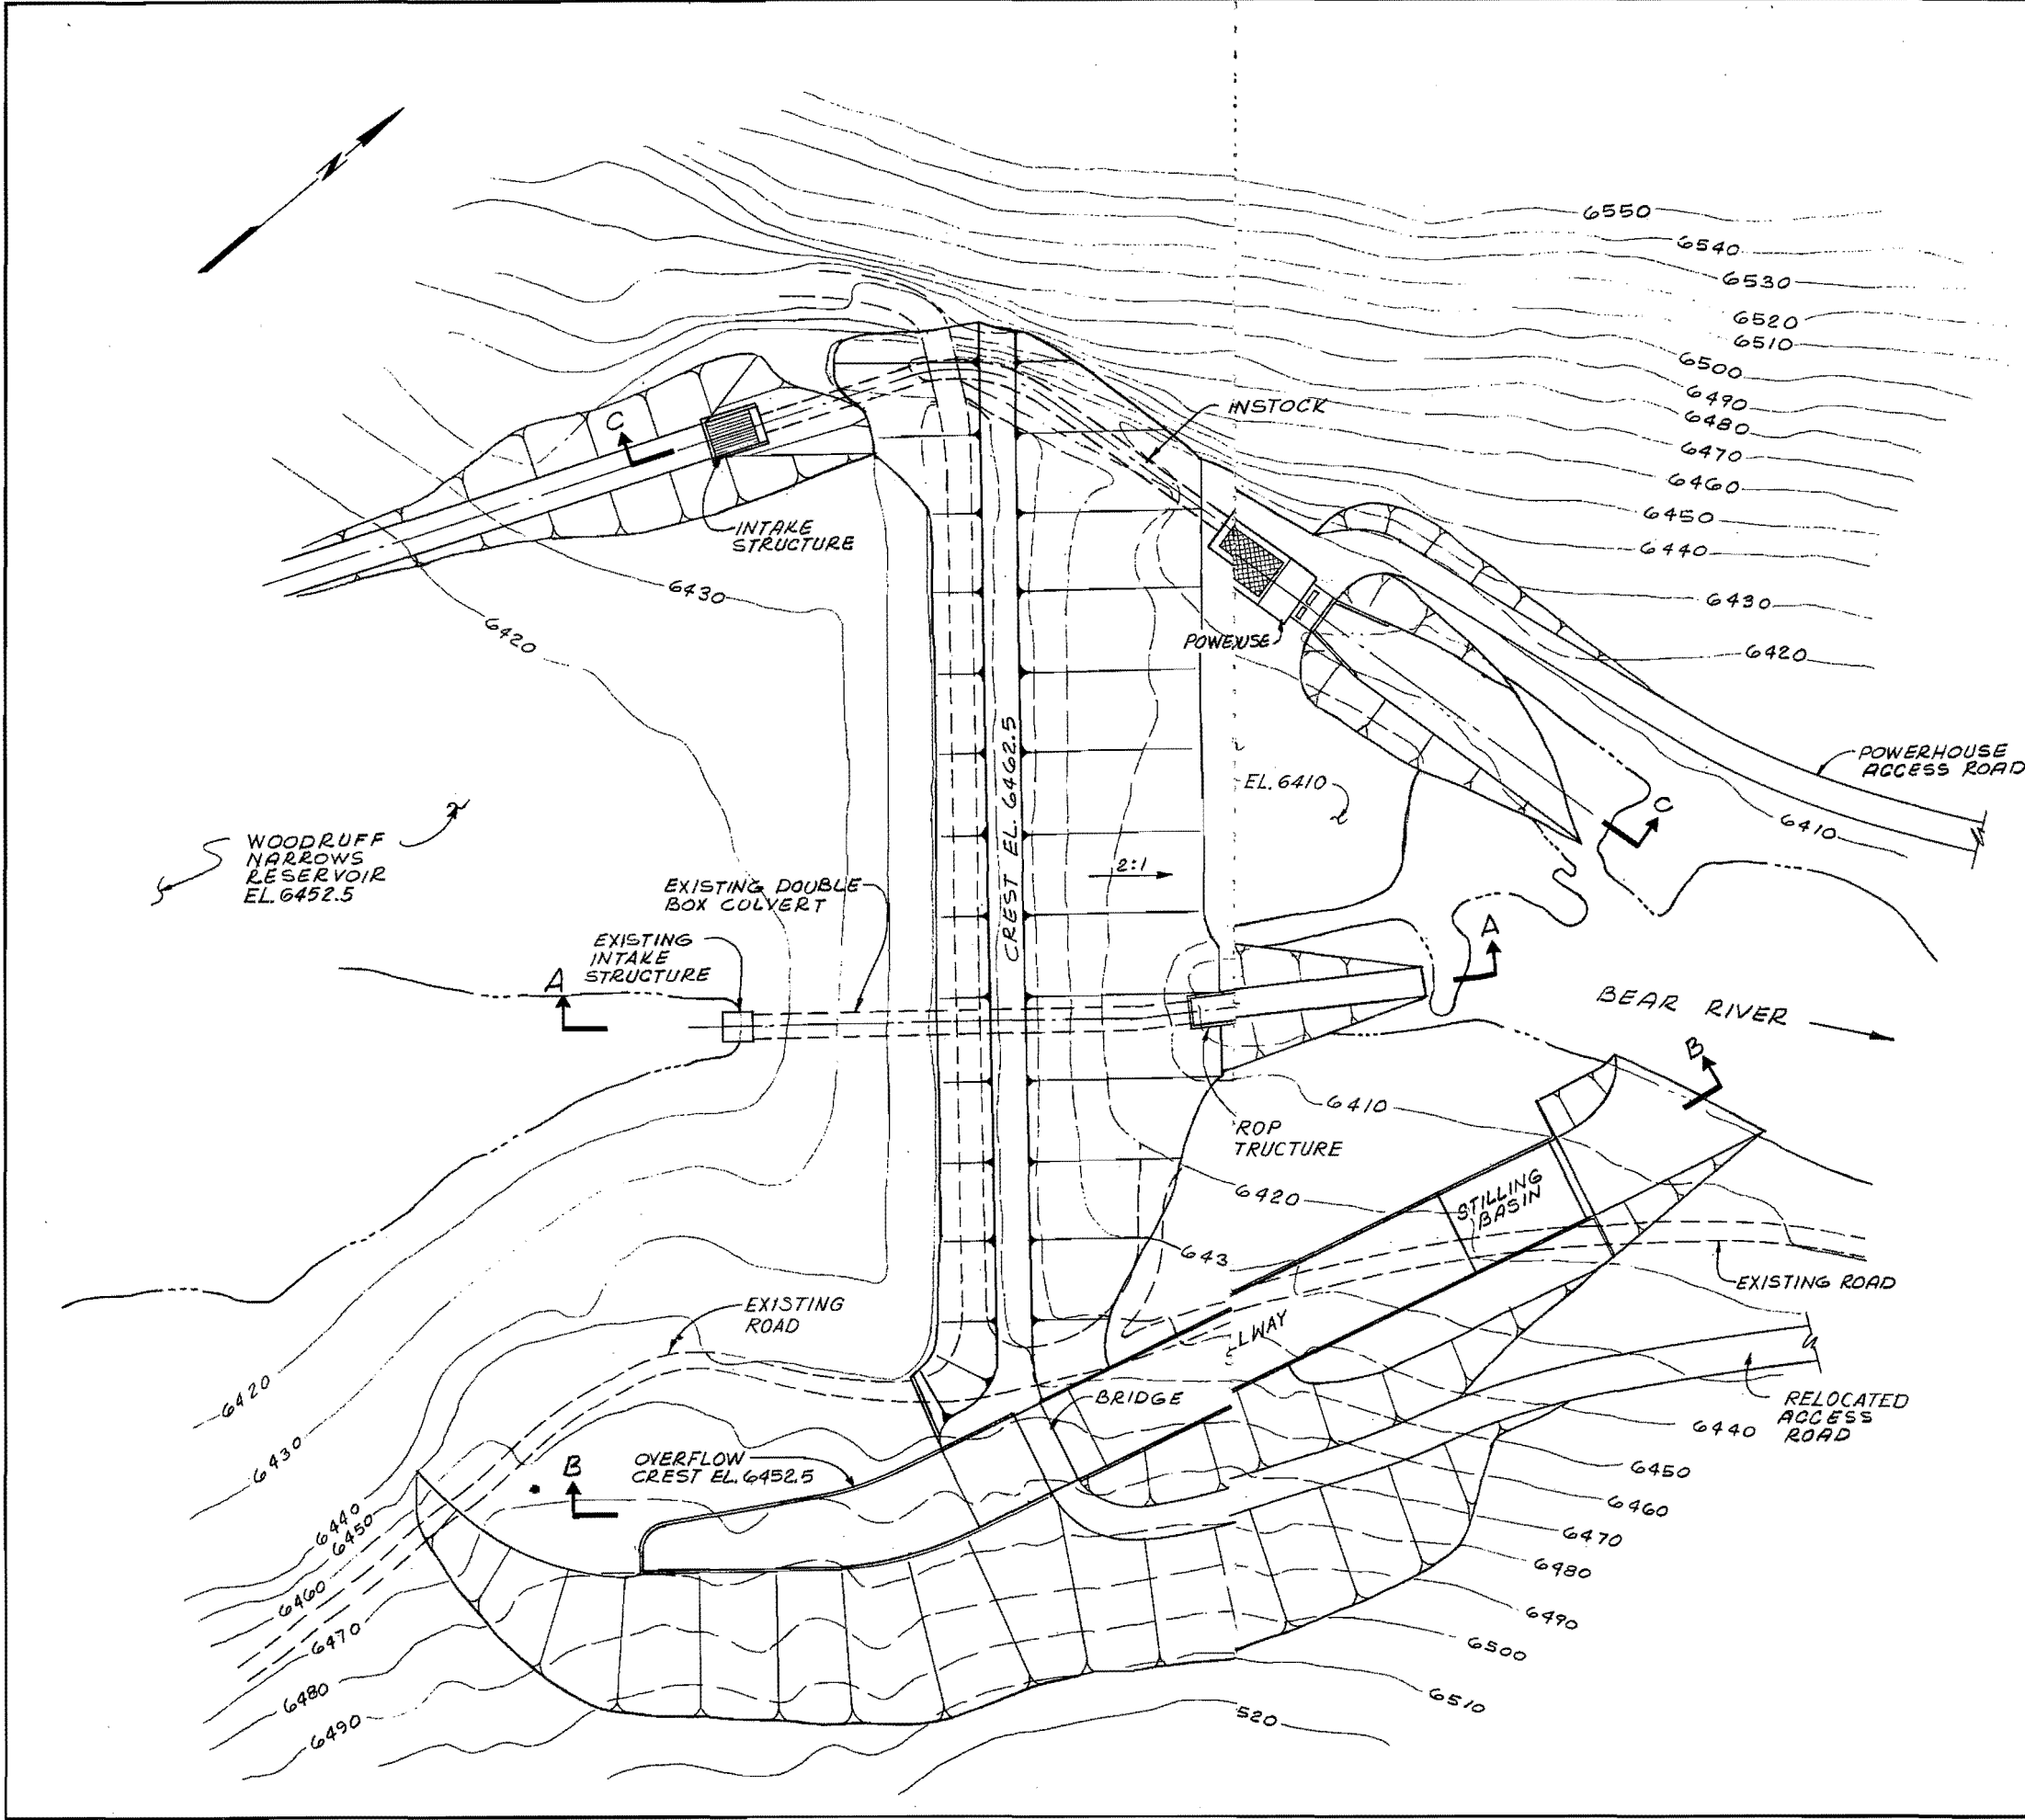 N
6550
6540
6530
6520
6510
6500
6490
6480
6470
6460
6450
6440
6430
6420
INSTOCK
C
INTAKE
STRUCTURE
6430
6420
POWEUSE
CREST EL. 6462.5
EL. 6410
POWERHOUSE
ACCESS ROAD
C
6410
WOODRUFF
NARROWS
RESERVOIR
EL. 6452.5
2:1
EXISTING DOUBLE
BOX CULVERT
EXISTING
INTAKE
STRUCTURE
A
A
BEAR RIVER
B
6410
ROP
TRUCTURE
6420
STILLING
BASIN
643
EXISTING ROAD
EXISTING
ROAD
LWAY
BRIDGE
RELOCATED
ACCESS
ROAD
6420
6430
6440
6450
6460
6470
6480
6490
OVERFLOW
CREST EL. 6452.5
B
6440
6450
6460
6470
6480
6490
6500
6510
520